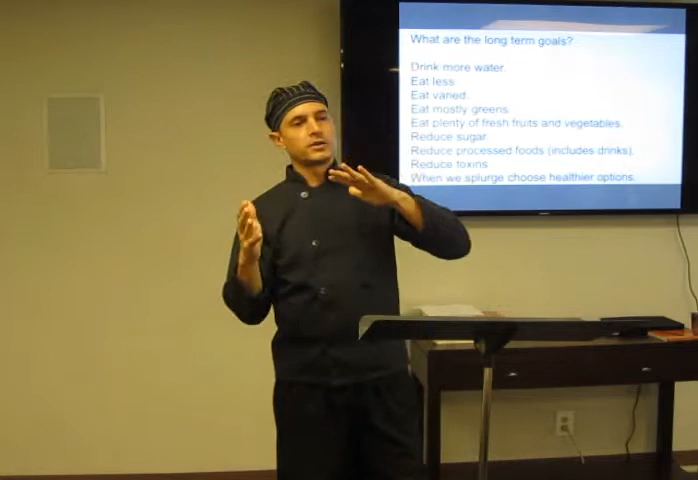 What are the long term goals?
Drink more water.
Eat less.
Eat varied.
Eat mostly greens.
Eat plenty of fresh fruits and vegetables.
Reduce sugar.
Reduce processed foods (includes drinks).
Reduce toxins
When we splurge choose healthier options.